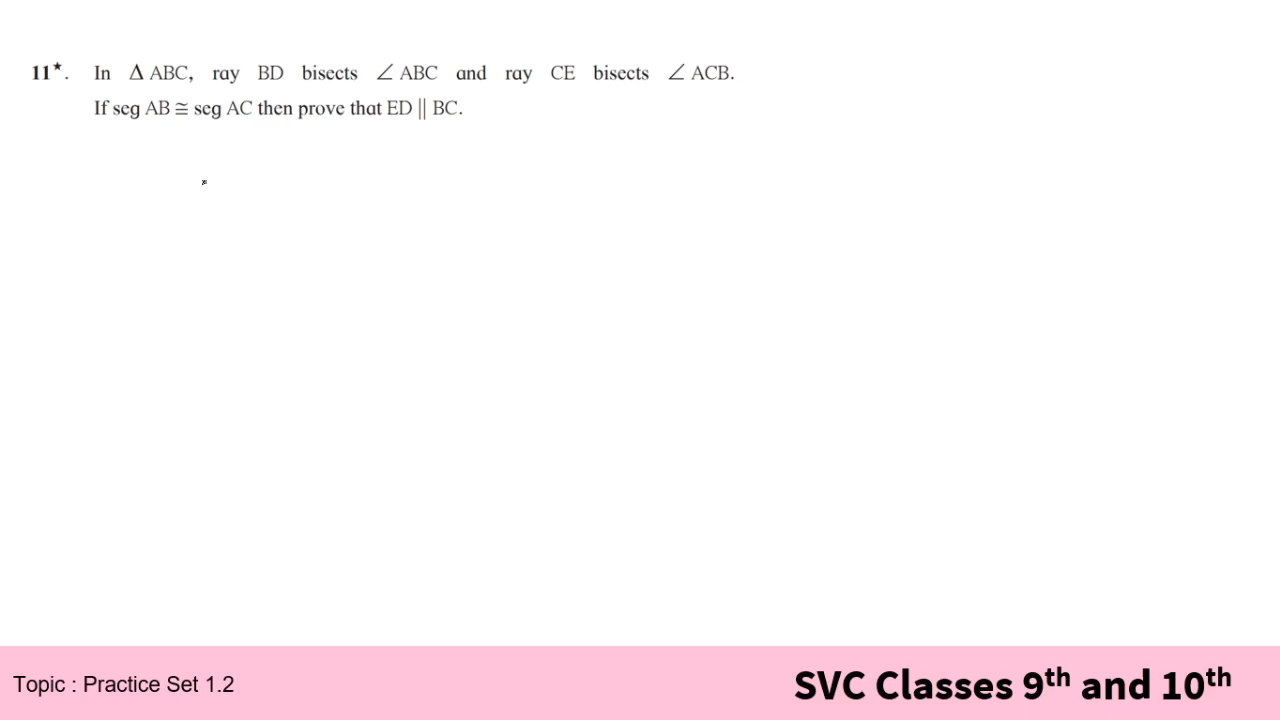 11★. In Δ ABC, ray BD bisects ∠ ABC and ray CE bisects ∠ ACB.
If seg AB ≅ seg AC then prove that ED || BC.
Topic : Practice Set 1.2
SVC Classes 9th and 10th